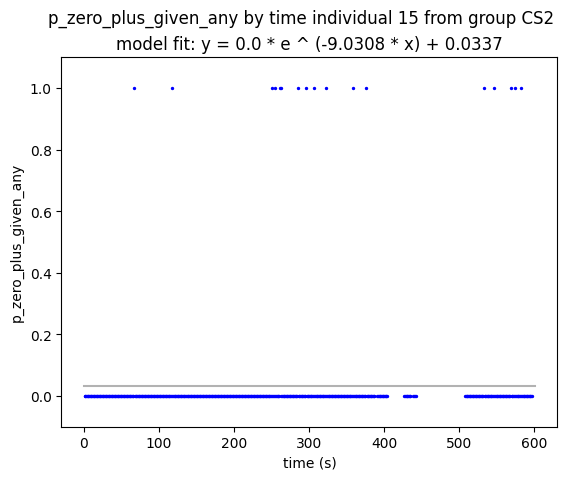 p_zero_plus_given_any by time individual 15 from group CS2
model fit: y = 0.0 * e ^ (-9.0308 * x) + 0.0337
1.0
0.8
0.6
0.4
0.2
0.0
p_zero_plus_given_any
0 100 200 300 400 500 600
time (s)